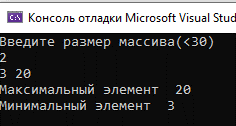 Консоль отладки Microsoft Visual Stud
Введите размер массива(<30)
2
3 20
Максимальный элемент  20
Минимальный элемент  3